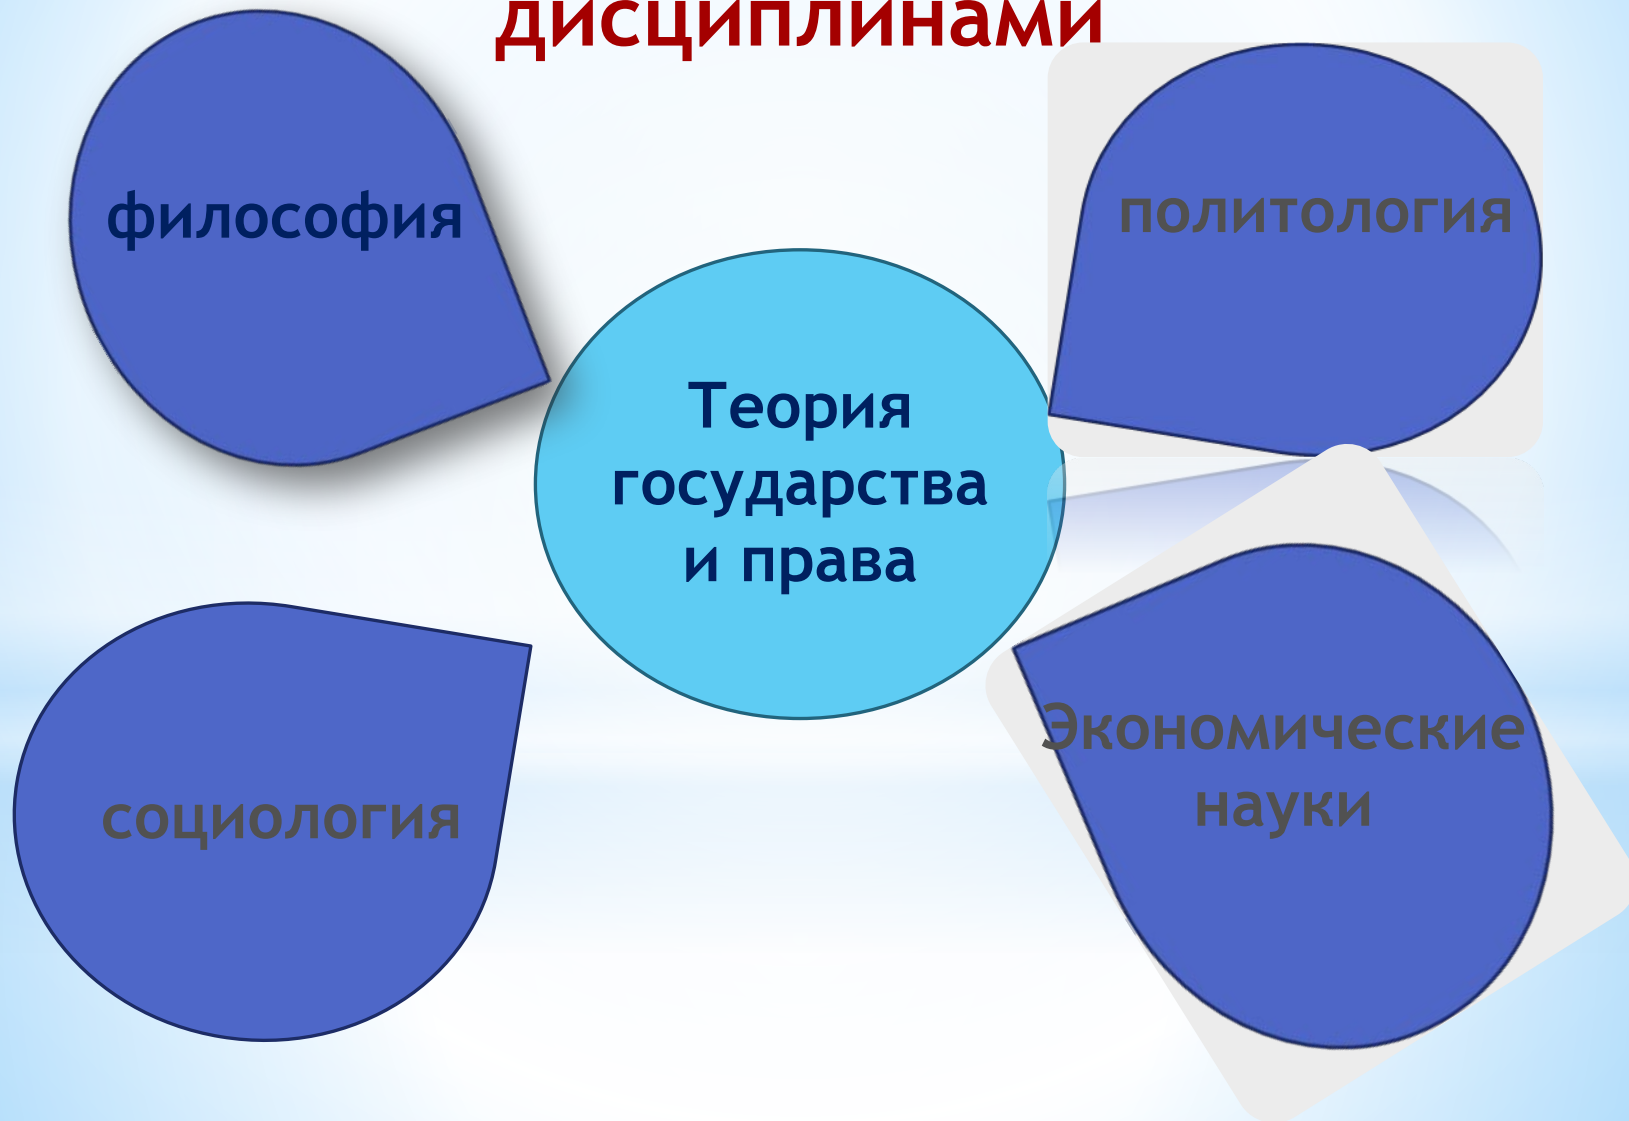 дисциплинами
философия
политология
Теория
государства
и права
социология
Экономические
науки